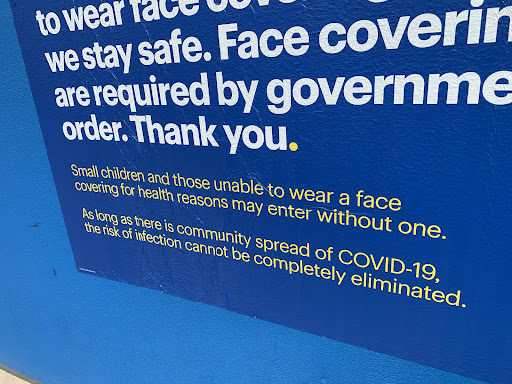 to wear face
we stay safe. Face
are required by
order. Thank you.
Small children and those unable to wear a face
covering for health reasons may enter without one.
As long as there is community spread of COVID-19,
the risk of infection cannot be completely eliminated.